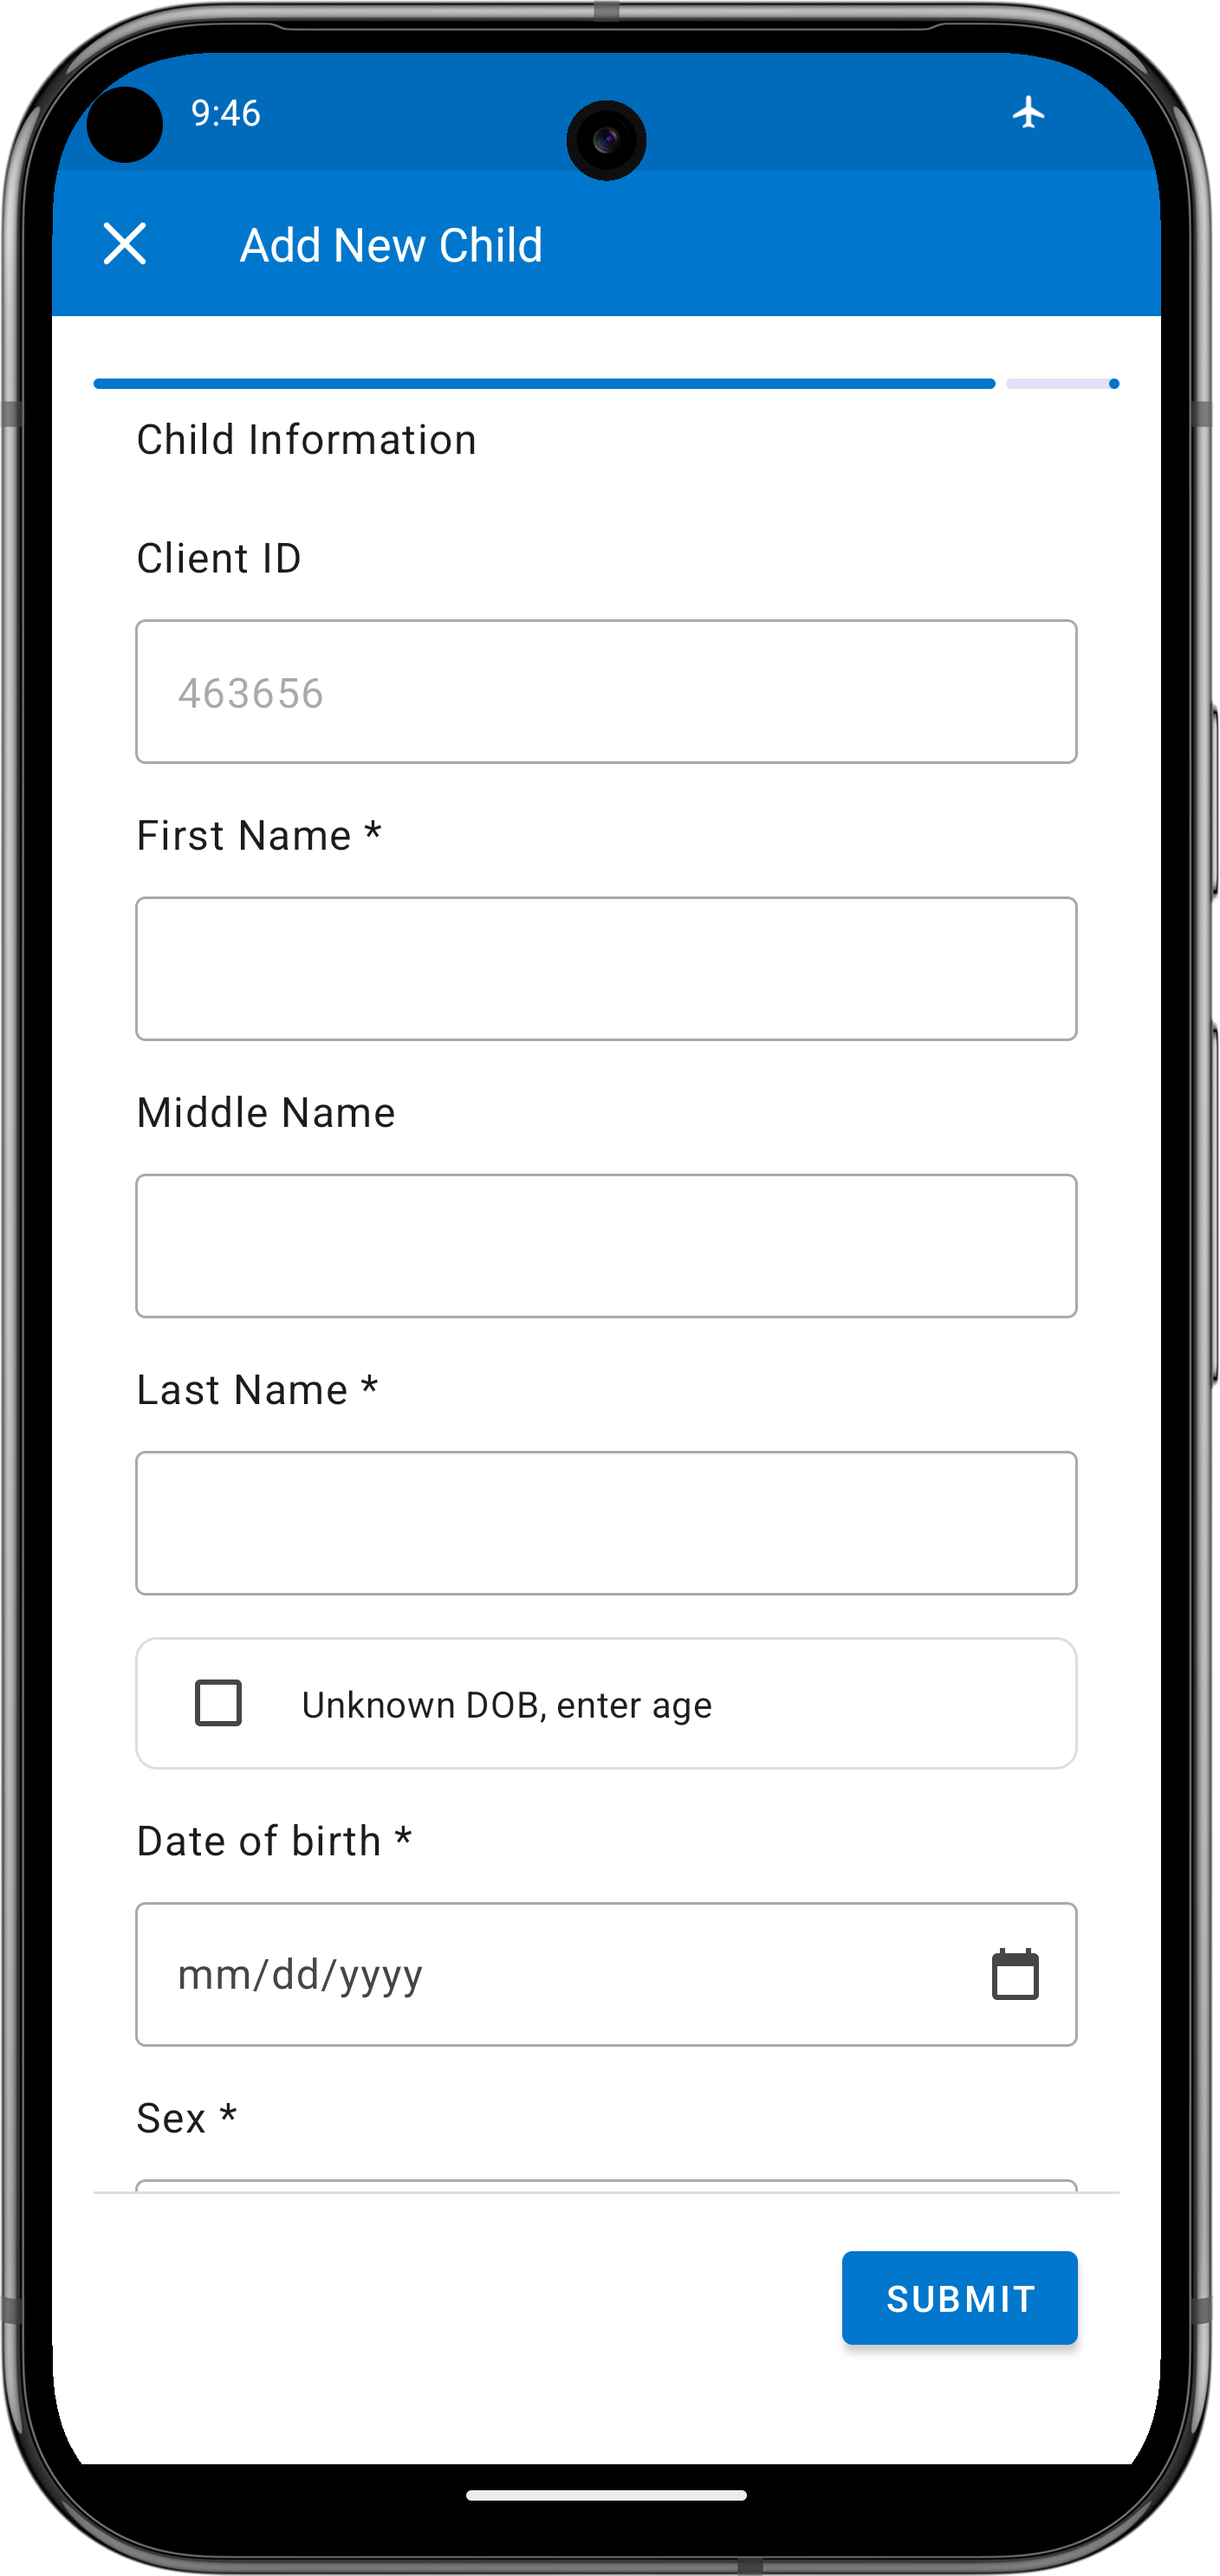 9:46
Add New Child
Child Information
Client ID
463656
First Name *
Middle Name
Last Name *
Unknown DOB, enter age
Date of birth *
mm/dd/yyyy
Sex *
SUBMIT